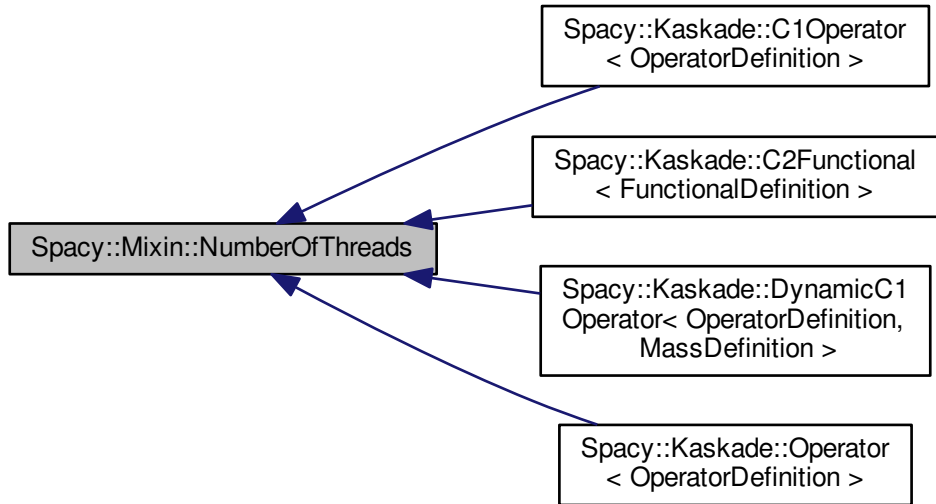 Spacy::Kaskade::C1Operator
< OperatorDefinition >
Spacy::Kaskade::C2Functional
< FunctionalDefinition >
Spacy::Mixin::NumberOfThreads
Spacy::Kaskade::DynamicC1
Operator< OperatorDefinition,
MassDefinition >
Spacy::Kaskade::Operator
< OperatorDefinition >